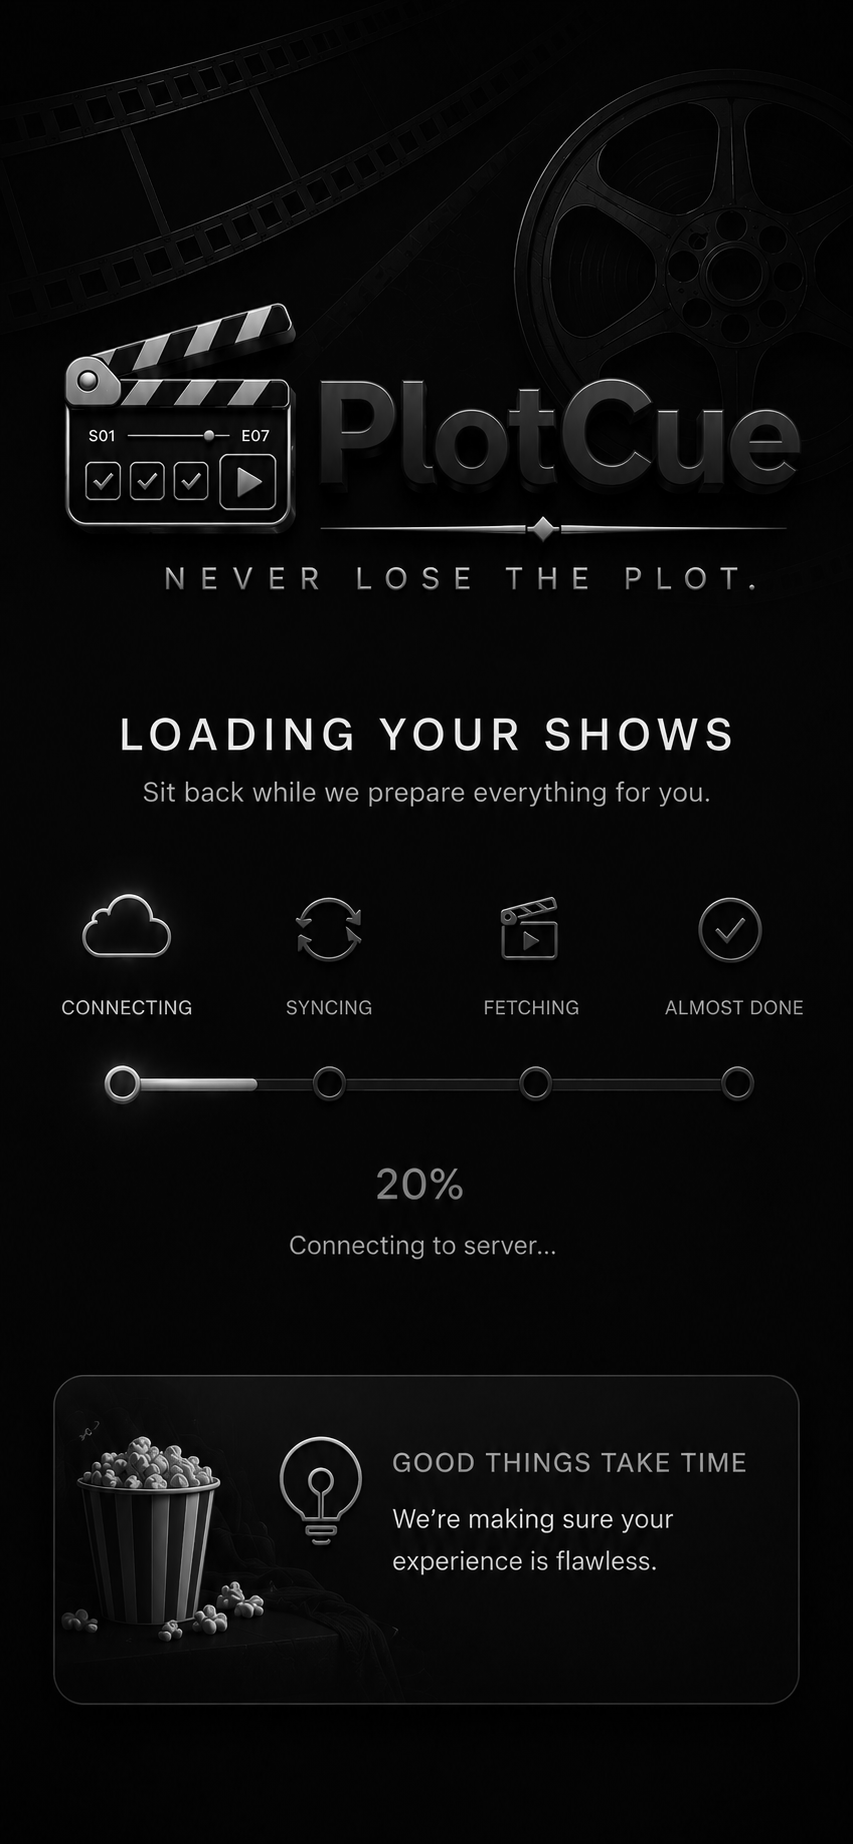 S01 E07
PlotCue
NEVER LOSE THE PLOT.
LOADING YOUR SHOWS
Sit back while we prepare everything for you.
CONNECTING SYNCING FETCHING ALMOST DONE
20%
Connecting to server...
GOOD THINGS TAKE TIME
We’re making sure your
experience is flawless.